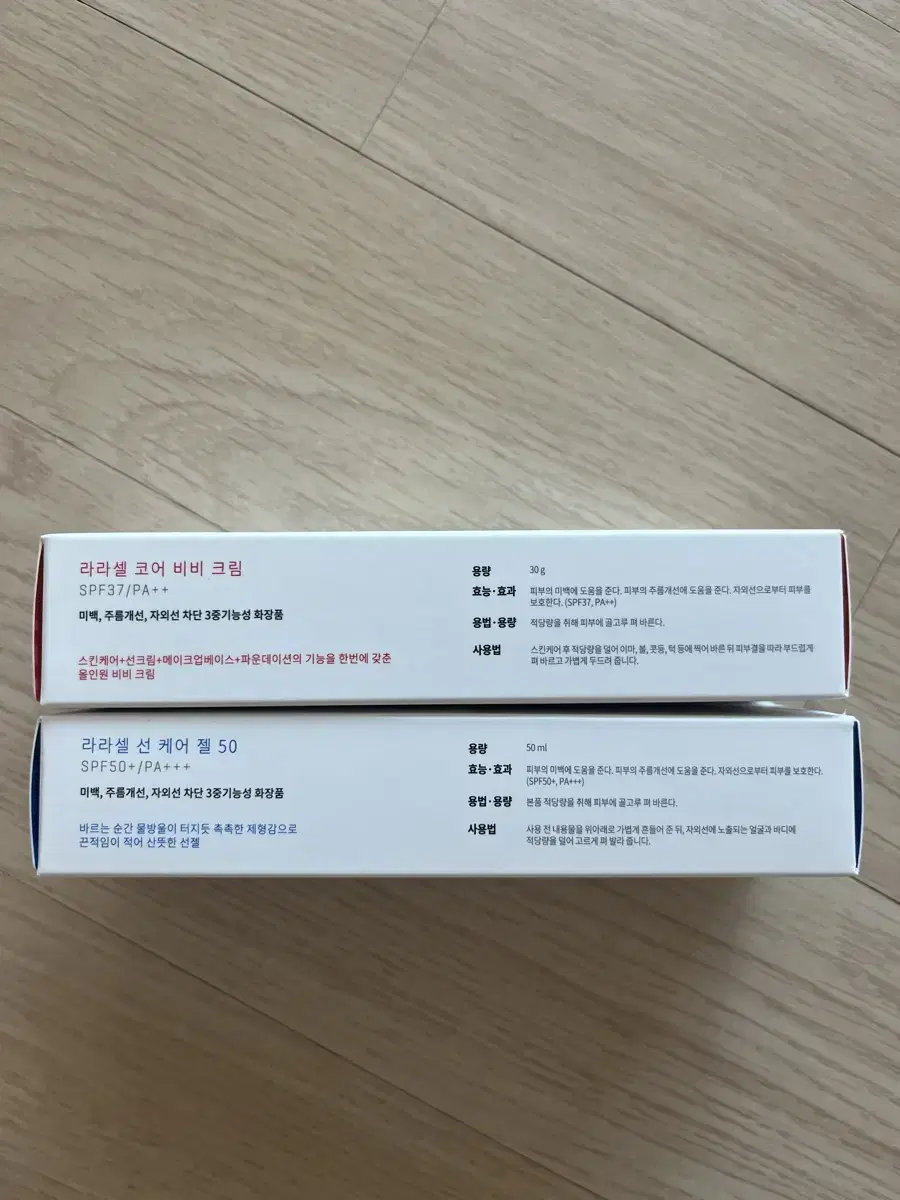 라라셀 코어 비비 크림
SPF37/PA++
미백, 주름개선, 자외선 차단 3중기능성 화장품
스킨케어+선크림+메이크업베이스+파운데이션의 기능을 한번에 갖춘
올인원 비비 크림
용량 30 g
효능·효과 피부의 미백에 도움을 준다. 피부의 주름개선에 도움을 준다. 자외선으로부터 피부를
보호한다. (SPF37, PA++)
용법·용량 적당량을 취해 피부에 골고루 펴 바른다.
사용법 스킨케어 후 적당량을 덜어 이마, 볼, 콧등, 턱 등에 찍어 바른 뒤 피부결을 따라 부드럽게
펴 바르고 가볍게 두드려 줍니다.
라라셀 선 케어 젤 50
SPF50+/PA+++
미백, 주름개선, 자외선 차단 3중기능성 화장품
바르는 순간 물방울이 터지듯 촉촉한 제형감으로
끈적임이 적어 산뜻한 선젤
용량 50 ml
효능·효과 피부의 미백에 도움을 준다. 피부의 주름개선에 도움을 준다. 자외선으로부터 피부를 보호한다.
(SPF50+, PA+++)
용법·용량 본품 적당량을 취해 피부에 골고루 펴 바른다.
사용법 사용 전 내용물을 위아래로 가볍게 흔들어 준 뒤, 자외선에 노출되는 얼굴과 바디에
적당량을 덜어 고르게 펴 발라 줍니다.